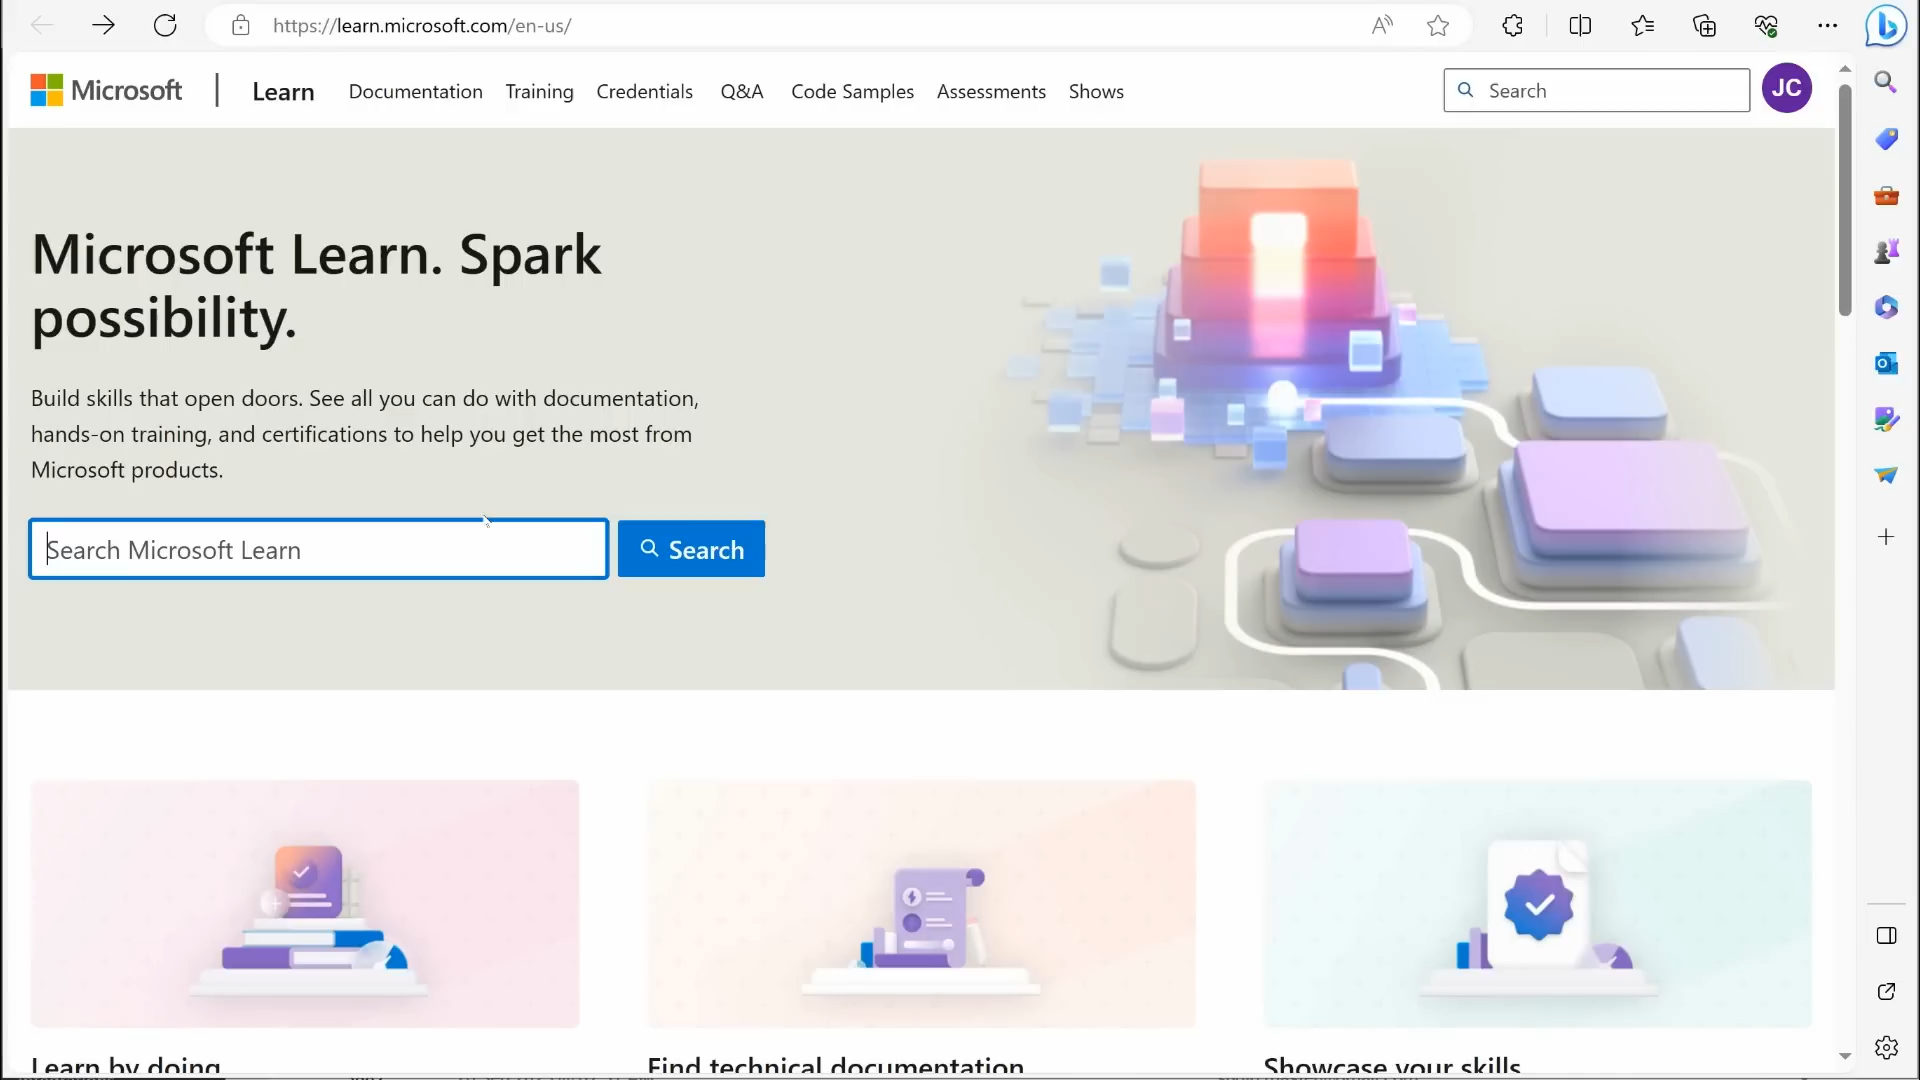 https://learn.microsoft.com/en-us/
Microsoft
Learn
Documentation
Training
Credentials
Q&A
Code Samples
Assessments
Shows
Search
JC
Microsoft Learn. Spark
possibility.
Build skills that open doors. See all you can do with documentation,
hands-on training, and certifications to help you get the most from
Microsoft products.
Search Microsoft Learn
Search
Learn by doing
Find technical documentation
Showcase your skills